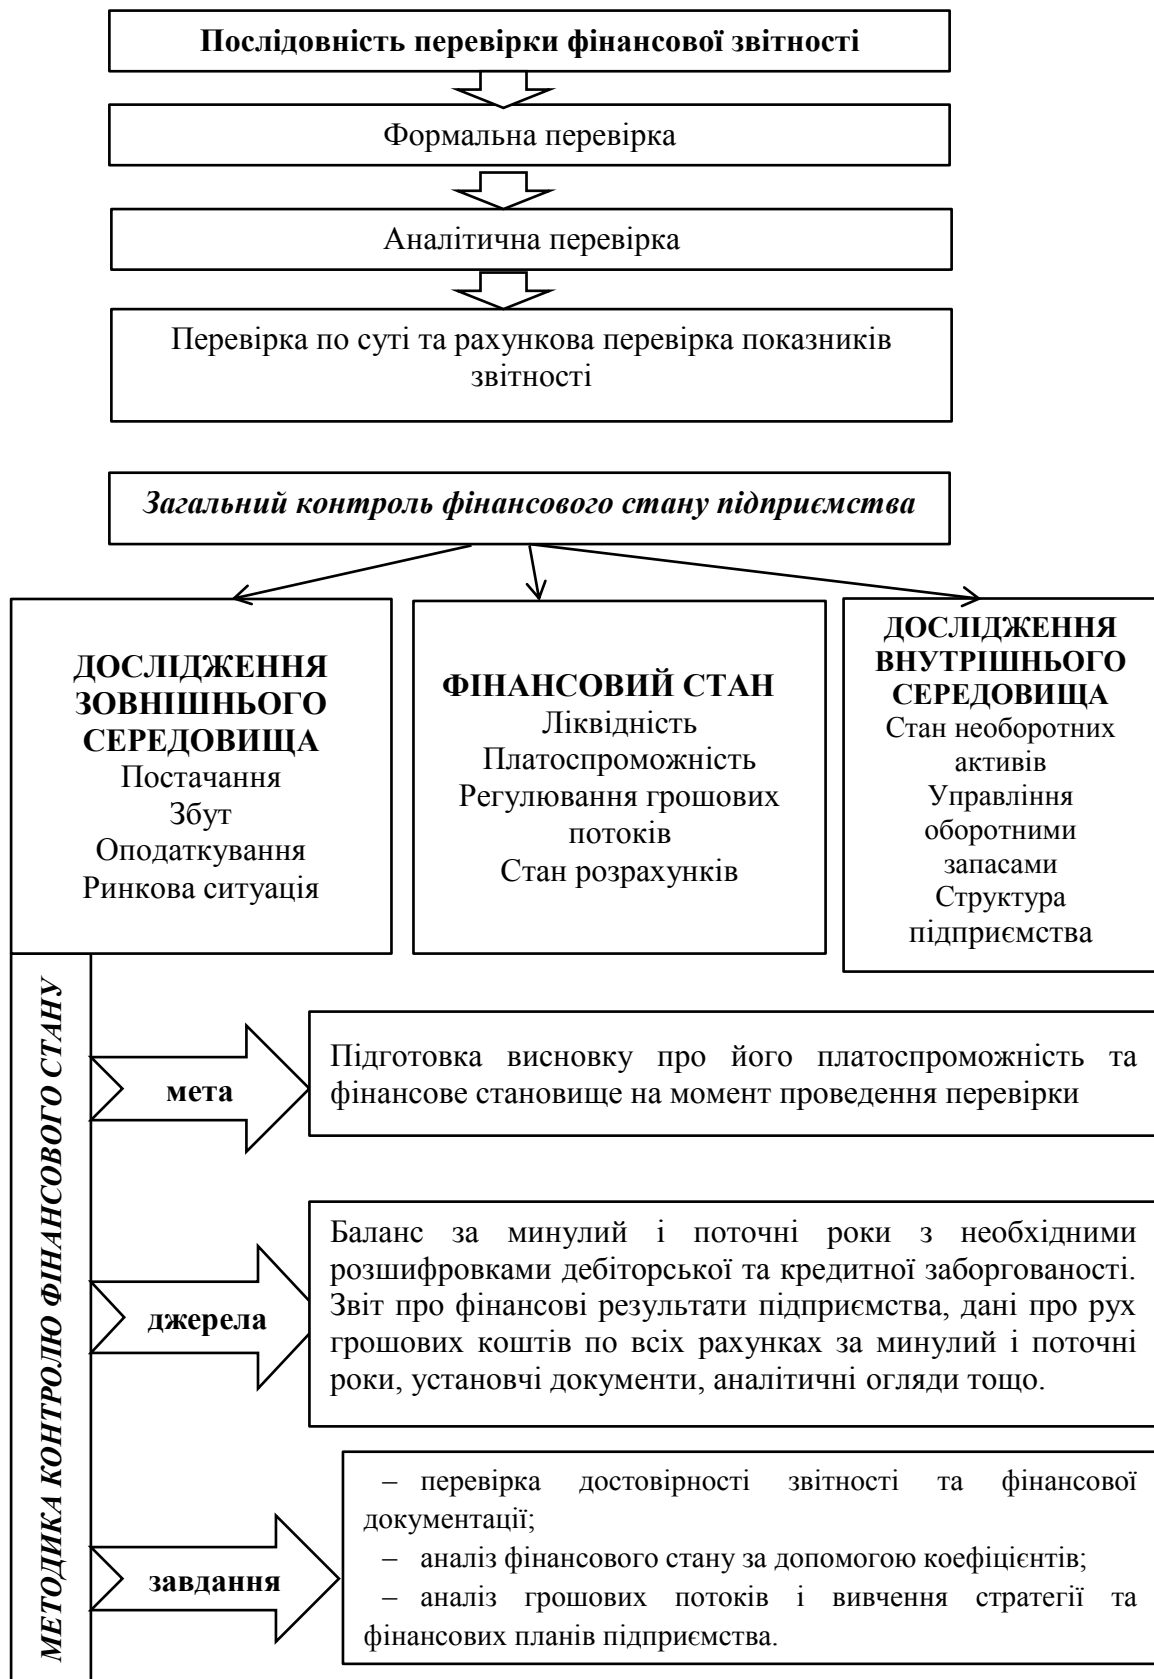 Послідовність перевірки фінансової звітності
Формальна перевірка
Аналітична перевірка
Перевірка по суті та рахункова перевірка показників
звітності
Загальний контроль фінансового стану підприємства
ДОСЛІДЖЕННЯ
ЗОВНІШНЬОГО
СЕРЕДОВИЩА
Постачання
Збут
Оподаткування
Ринкова ситуація
ФІНАНСОВИЙ СТАН
Ліквідність
Платоспроможність
Регулювання грошових
потоків
Стан розрахунків
ДОСЛІДЖЕННЯ
ВНУТРІШНЬОГО
СЕРЕДОВИЩА
Стан необоротних
активів
Управління
оборотними
запасами
Структура
підприємства
МЕТОДИКА КОНТРОЛЮ ФІНАНСОВОГО СТАНУ
мета
Підготовка висновку про його платоспроможність та
фінансове становище на момент проведення перевірки
джерела
Баланс за минулий і поточні роки з необхідними
розшифровками дебіторської та кредитної заборгованості.
Звіт про фінансові результати підприємства, дані про рух
грошових коштів по всіх рахунках за минулий і поточні
роки, установчі документи, аналітичні огляди тощо.
завдання
– перевірка достовірності звітності та фінансової
документації;
– аналіз фінансового стану за допомогою коефіцієнтів;
– аналіз грошових потоків і вивчення стратегії та
фінансових планів підприємства.